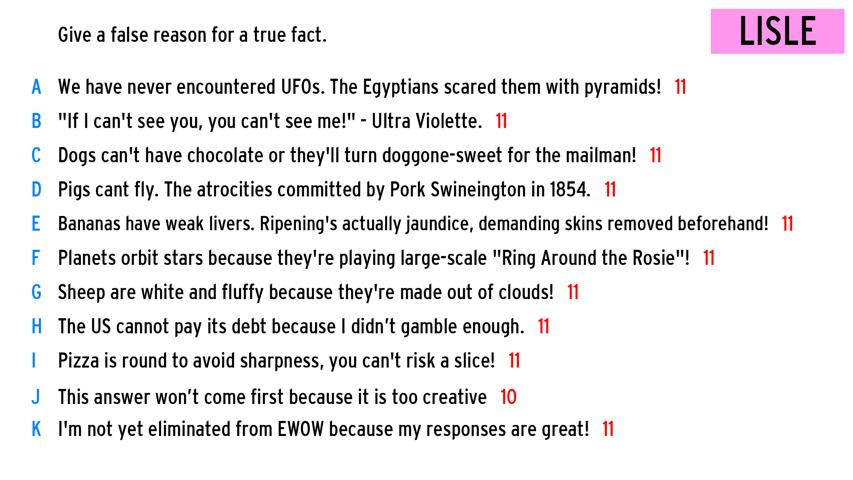 Give a false reason for a true fact.
LISLE
A We have never encountered UFOs. The Egyptians scared them with pyramids! 11
B "If I can't see you, you can't see me!" - Ultra Violette. 11
C Dogs can't have chocolate or they'll turn doggone-sweet for the mailman! 11
D Pigs cant fly. The atrocities committed by Pork Swineington in 1854. 11
E Bananas have weak livers. Ripening's actually jaundice, demanding skins removed beforehand! 11
F Planets orbit stars because they're playing large-scale "Ring Around the Rosie"! 11
G Sheep are white and fluffy because they're made out of clouds! 11
H The US cannot pay its debt because I didn’t gamble enough. 11
I Pizza is round to avoid sharpness, you can't risk a slice! 11
J This answer won’t come first because it is too creative 10
K I'm not yet eliminated from EWOW because my responses are great! 11